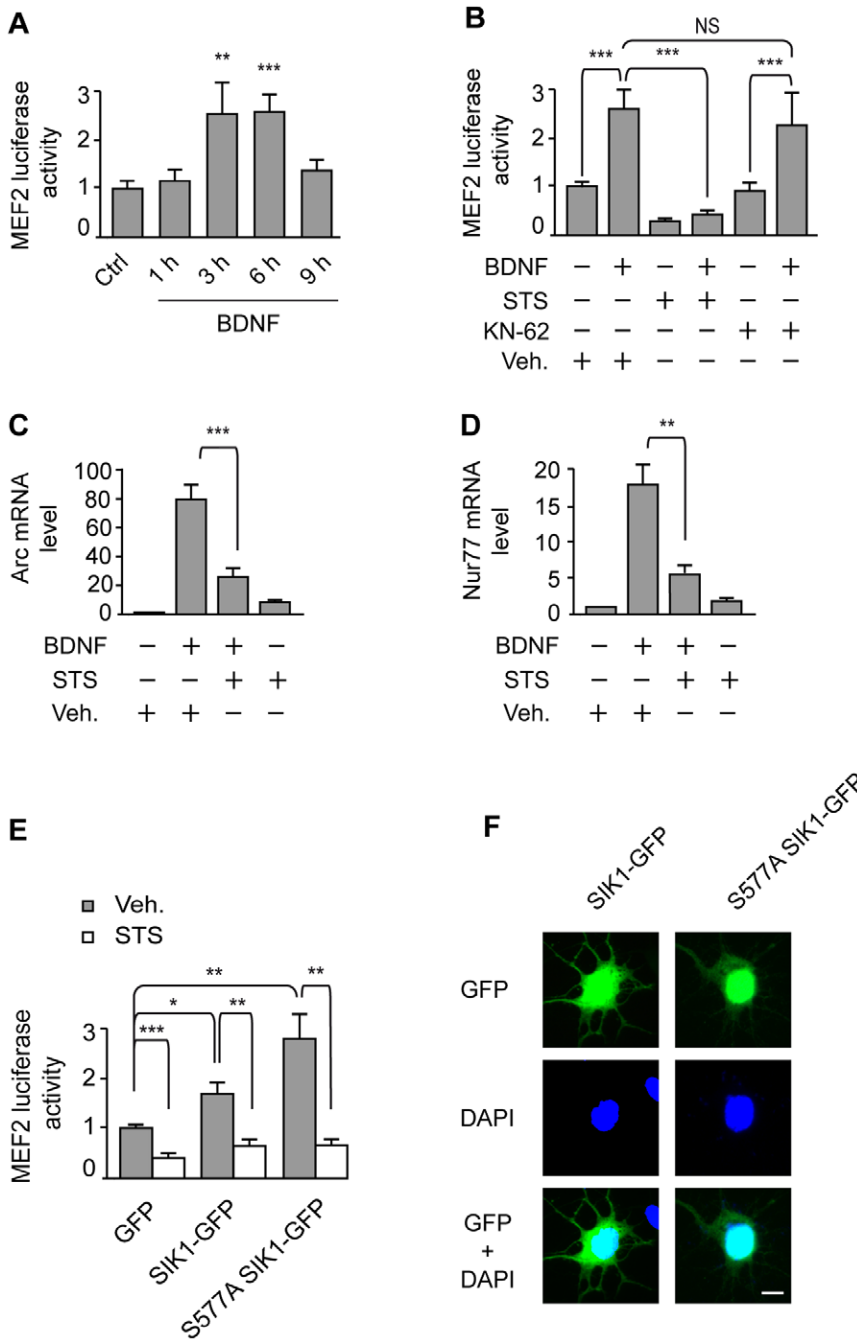 A
MEF2 luciferase
activity
3
2
1
0
** ***
Ctrl 1 h 3 h 6 h 9 h
BDNF
B
MEF2 luciferase
activity
3
2
1
0
NS
*** *** ***
BDNF − + − + − +
STS − − + + − −
KN-62 − − − − + +
Veh. + + − − − −
C
Arc mRNA
level
100
80
60
40
20
0
***
BDNF − + + −
STS − − + +
Veh. + + − −
D
Nur77 mRNA
level
20
15
10
5
0
**
BDNF − + + −
STS − − + +
Veh. + + − −
E
Veh.
STS
MEF2 luciferase
activity
3
2
1
0
** **
* **
***
GFP SIK1-GFP S577A SIK1-GFP
F
SIK1-GFP S577A SIK1-GFP
GFP
DAPI
GFP
+
DAPI